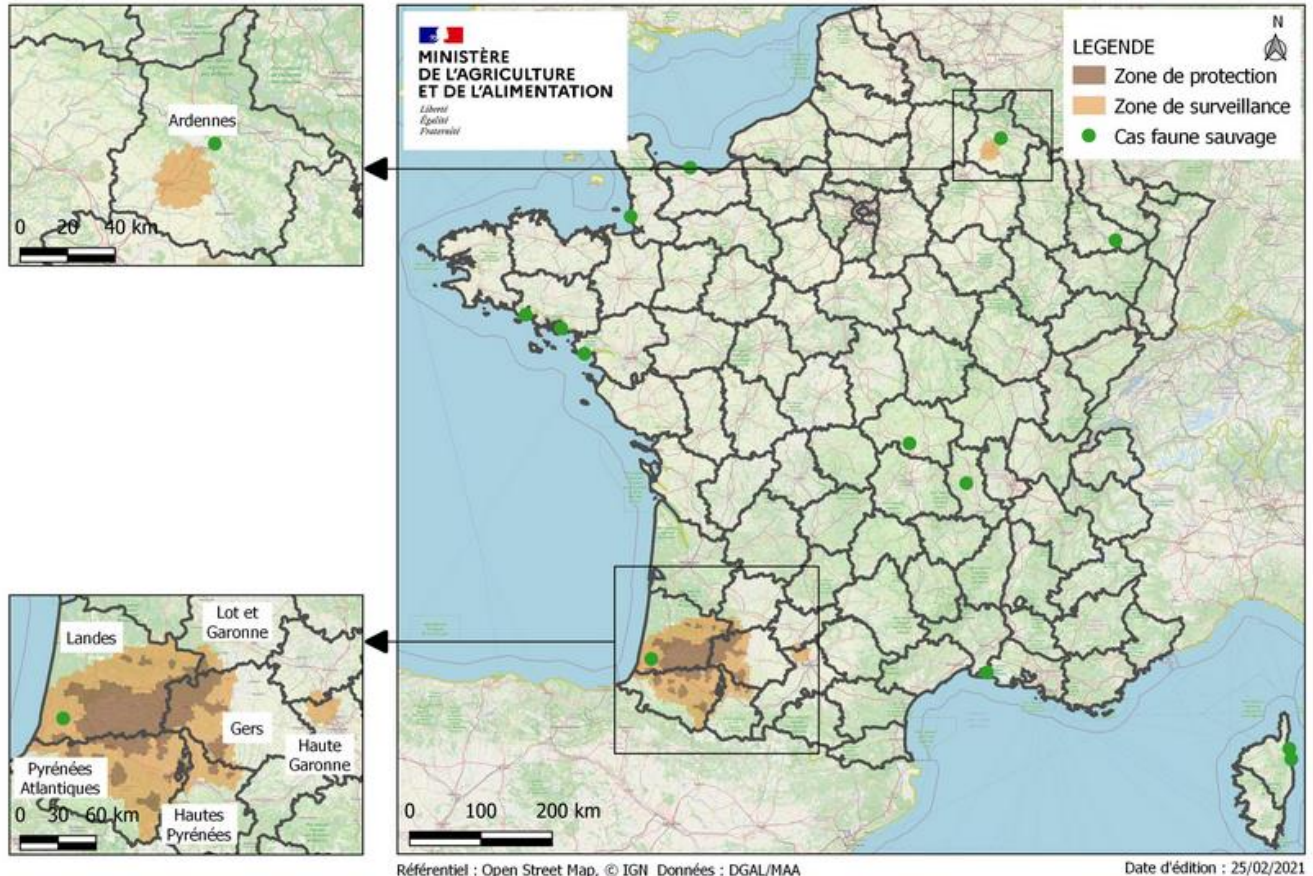 Ardennes
0 20 40 km
MINISTÈRE
DE L'AGRICULTURE
ET DE L'ALIMENTATION
Liberté
Égalité
Fraternité
N
LEGENDE
Zone de protection
Zone de surveillance
Cas faune sauvage
Landes
Lot et
Garonne
Gers
Haute
Garonne
Pyrénées
Atlantiques
Hautes
Pyrénées
0 30 60 km
0 100 200 km
Référentiel : Open Street Map, © IGN Données : DGAL/MAA
Date d'édition : 25/02/2021